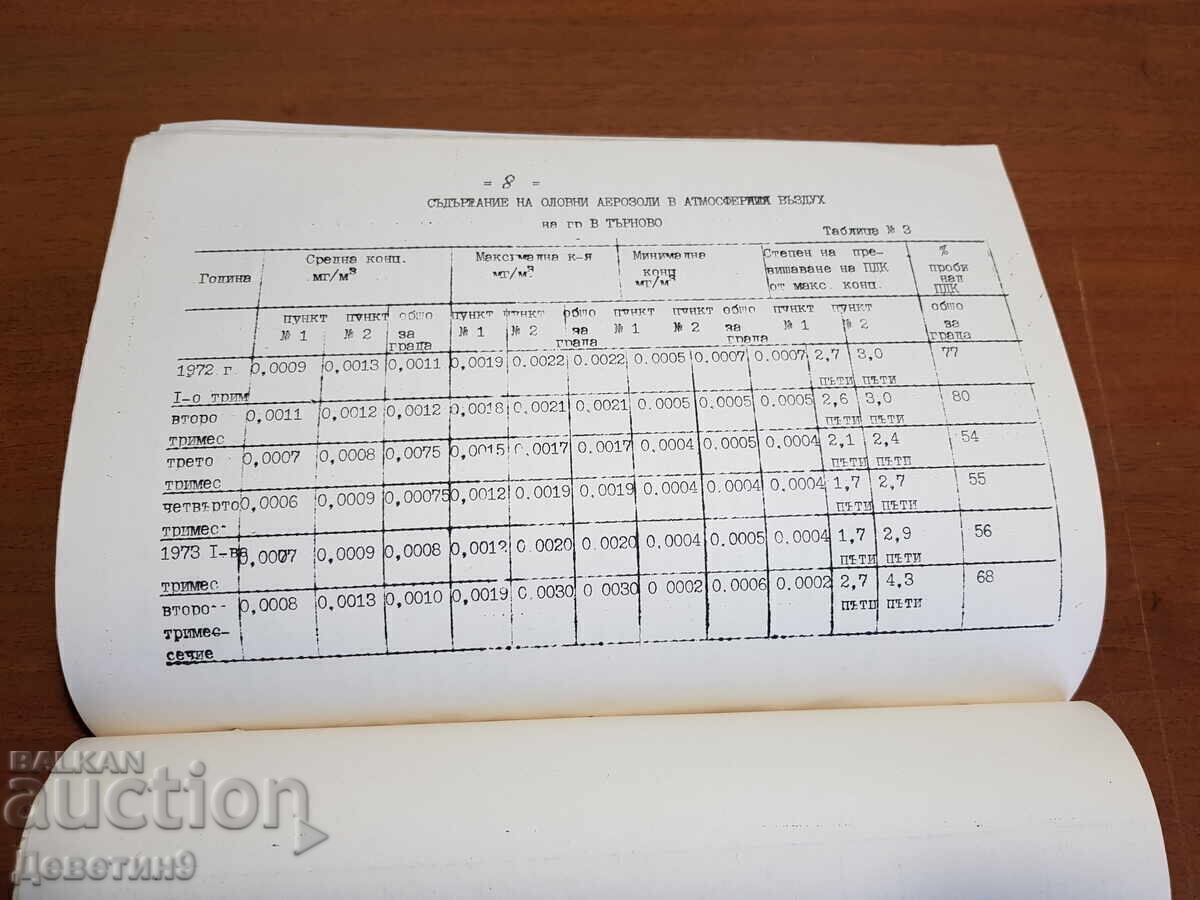 = 8 =
СЪДЪРЖАНИЕ НА ОЛОВНИ АЕРОЗОЛИ В АТМОСФЕРНИЯ ВЪЗДУХ
на гр В ТЪРНОВО
Таблица № 3
Година Средна конц. мг/м³ Максимална к-я мг/м³ Минимална конц мг/м³ Степен на превишаване на ПДК от макс. конц. % проби над ПДК
пункт № 1 пункт № 2 общо за града пункт № 1 пункт № 2 общо за града пункт № 1 пункт № 2 общо за града пункт № 1 пункт № 2 общо за града
1972 г. I-о трим 0,0009 0,0013 0,0011 0,0019 0.0022 0.0022 0.0005 0.0007 0.0007 2,7 пъти 3,0 пъти 77
второ тримес 0,0011 0,0012 0,0012 0,0018 0.0021 0.0021 0.0005 0.0005 0.0005 2,6 пъти 3,0 пъти 80
трето тримес 0,0007 0,0008 0,0075 0,0015 0.0017 0.0017 0.0004 0.0005 0.0004 2,1 пъти 2,4 пъти 54
четвърто тримес. 0,0006 0,0009 0,00075 0,0012 0.0019 0.0019 0.0004 0.0004 0.0004 1,7 пъти 2,7 пъти 55
1973 I-во тримес 0,0007 0,0009 0,0008 0,0012 0.0020 0.0020 0.0004 0.0005 0.0004 1,7 пъти 2,9 пъти 56
второ-- тримес-сечие 0,0008 0,0013 0,0010 0,0019 0.0030 0 0030 0 0002 0.0006 0.0002 2,7 пъти 4,3 пъти 68
BALKAN
auction
Деветин9